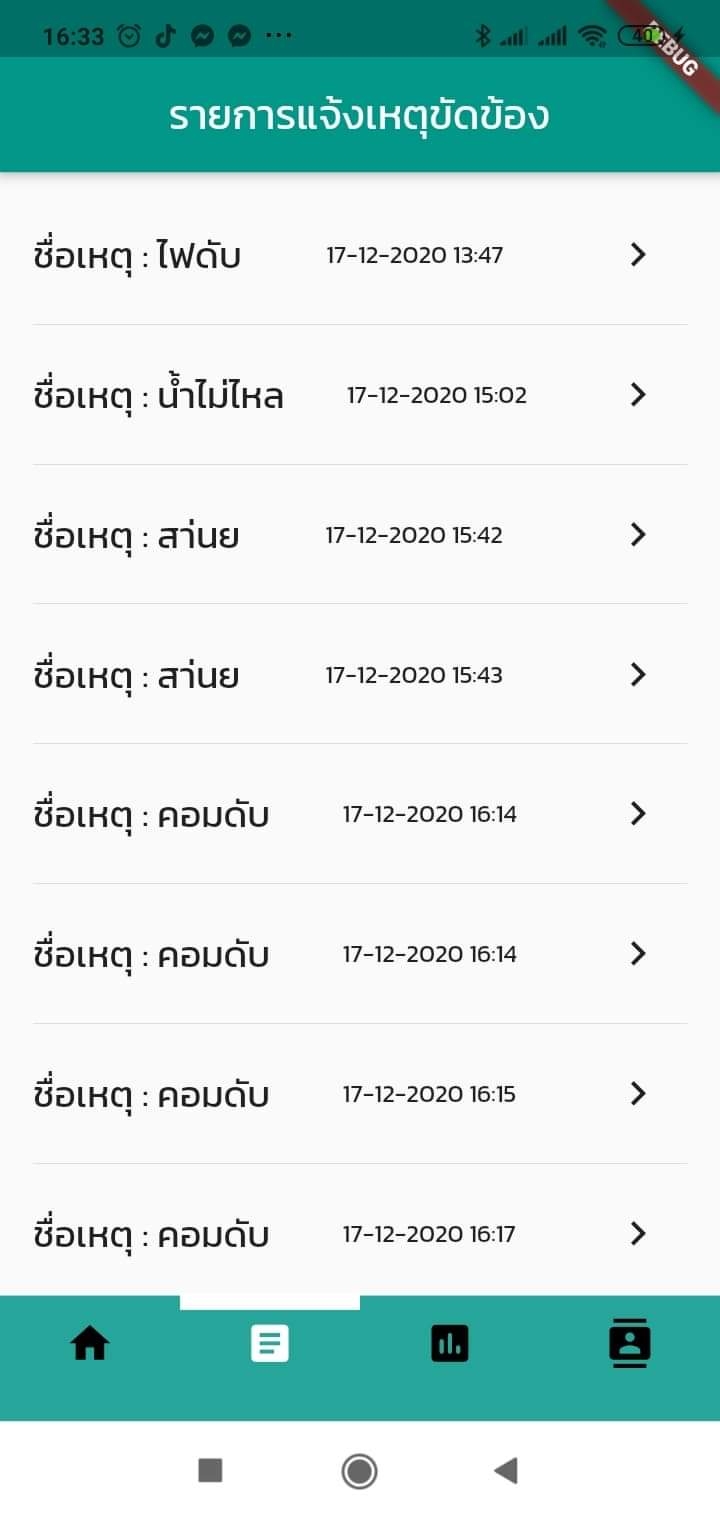 16:33
40
DEBUG
รายการแจ้งเหตุขัดข้อง
ชื่อเหตุ : ไฟดับ 17-12-2020 13:47
ชื่อเหตุ : น้ำไม่ไหล 17-12-2020 15:02
ชื่อเหตุ : สา่นย 17-12-2020 15:42
ชื่อเหตุ : สา่นย 17-12-2020 15:43
ชื่อเหตุ : คอมดับ 17-12-2020 16:14
ชื่อเหตุ : คอมดับ 17-12-2020 16:14
ชื่อเหตุ : คอมดับ 17-12-2020 16:15
ชื่อเหตุ : คอมดับ 17-12-2020 16:17